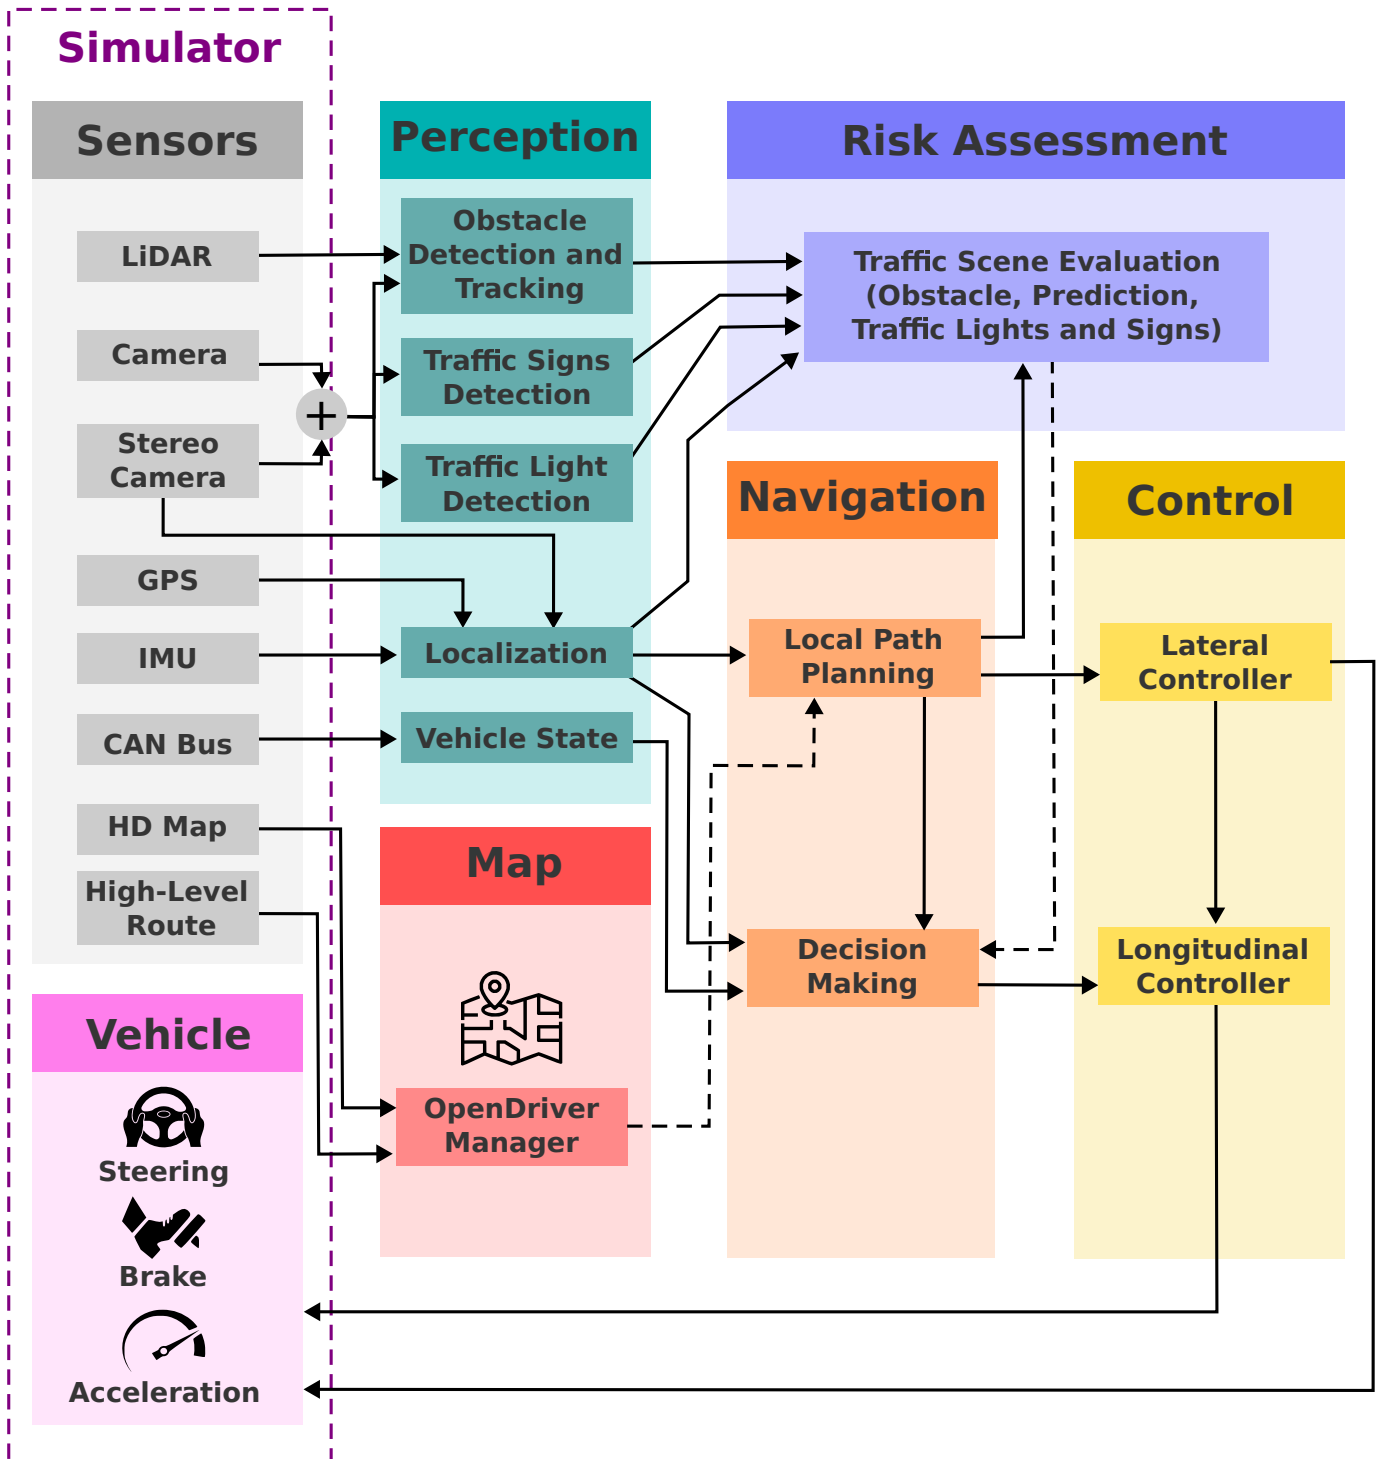 Simulator
Sensors
LiDAR
Camera
Stereo
Camera
GPS
IMU
CAN Bus
HD Map
High-Level
Route
+
Vehicle
Steering
Brake
Acceleration
Perception
Obstacle
Detection and
Tracking
Traffic Signs
Detection
Traffic Light
Detection
Localization
Vehicle State
Map
OpenDriver
Manager
Risk Assessment
Traffic Scene Evaluation
(Obstacle, Prediction,
Traffic Lights and Signs)
Navigation
Local Path
Planning
Decision
Making
Control
Lateral
Controller
Longitudinal
Controller